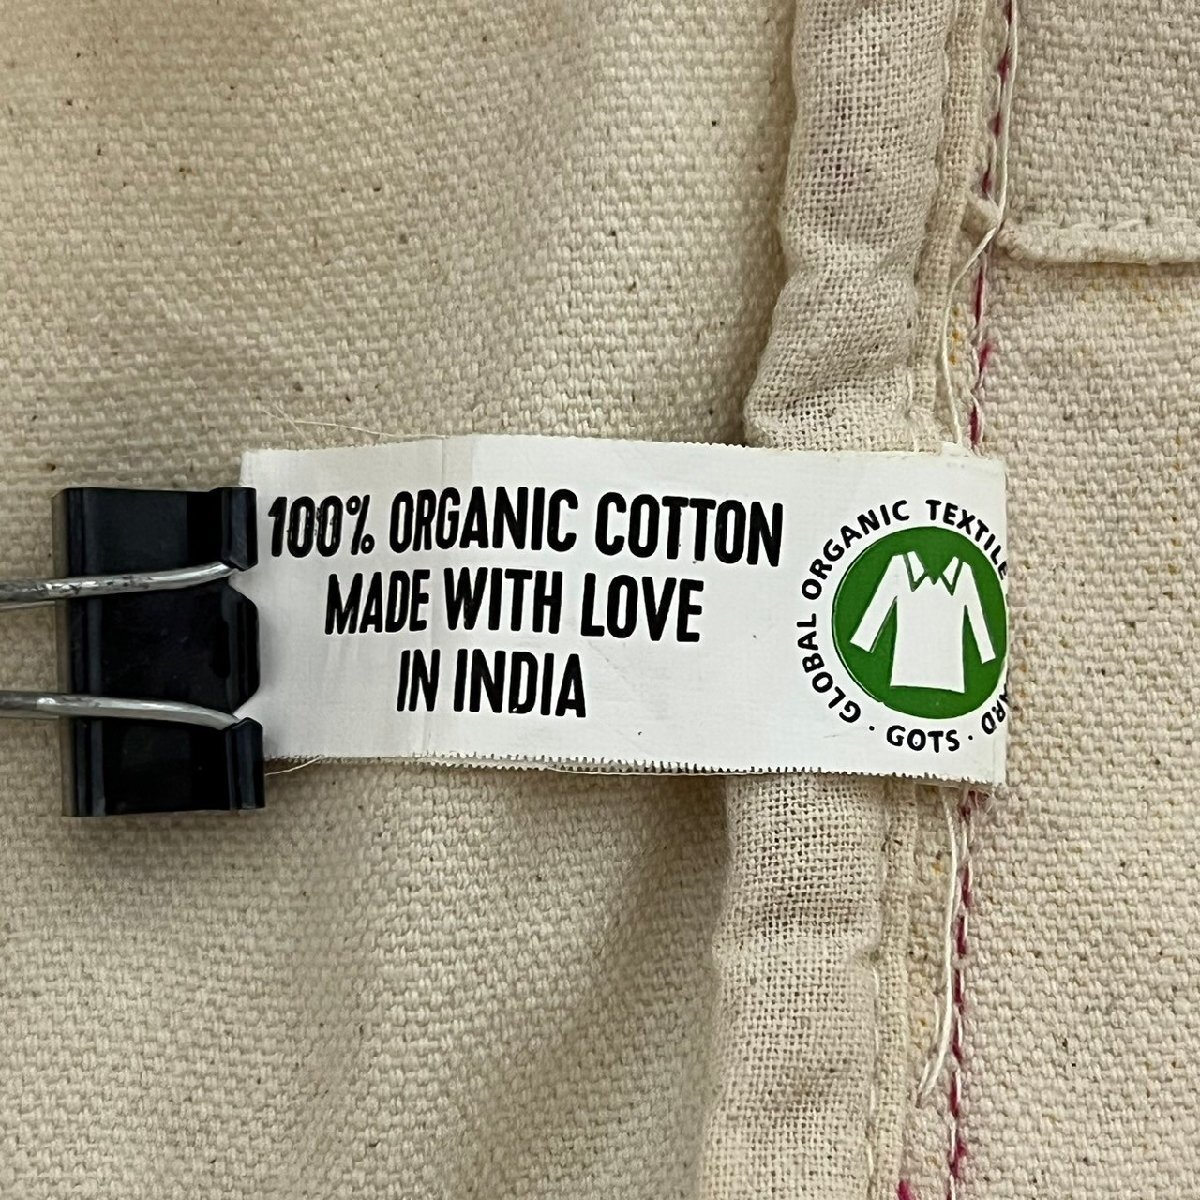 100% ORGANIC COTTON
MADE WITH LOVE
IN INDIA
GLOBAL ORGANIC TEXTILE
· GOTS ·